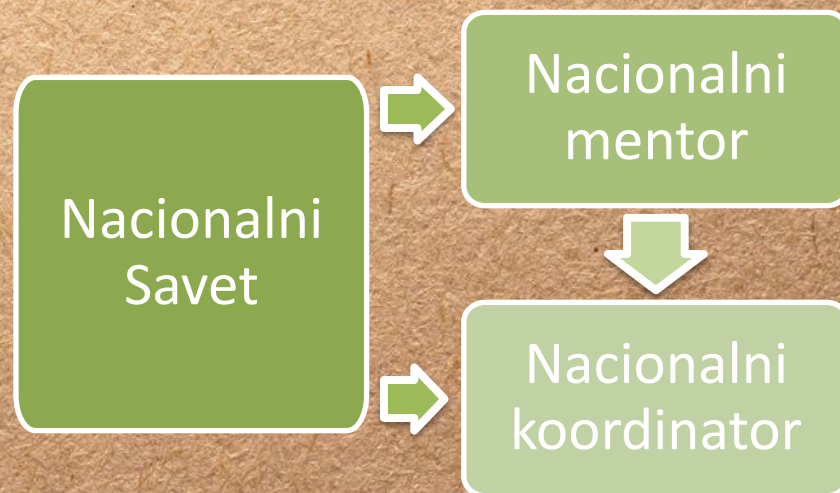 Nacionalni
Savet
Nacionalni
mentor
Nacionalni
koordinator